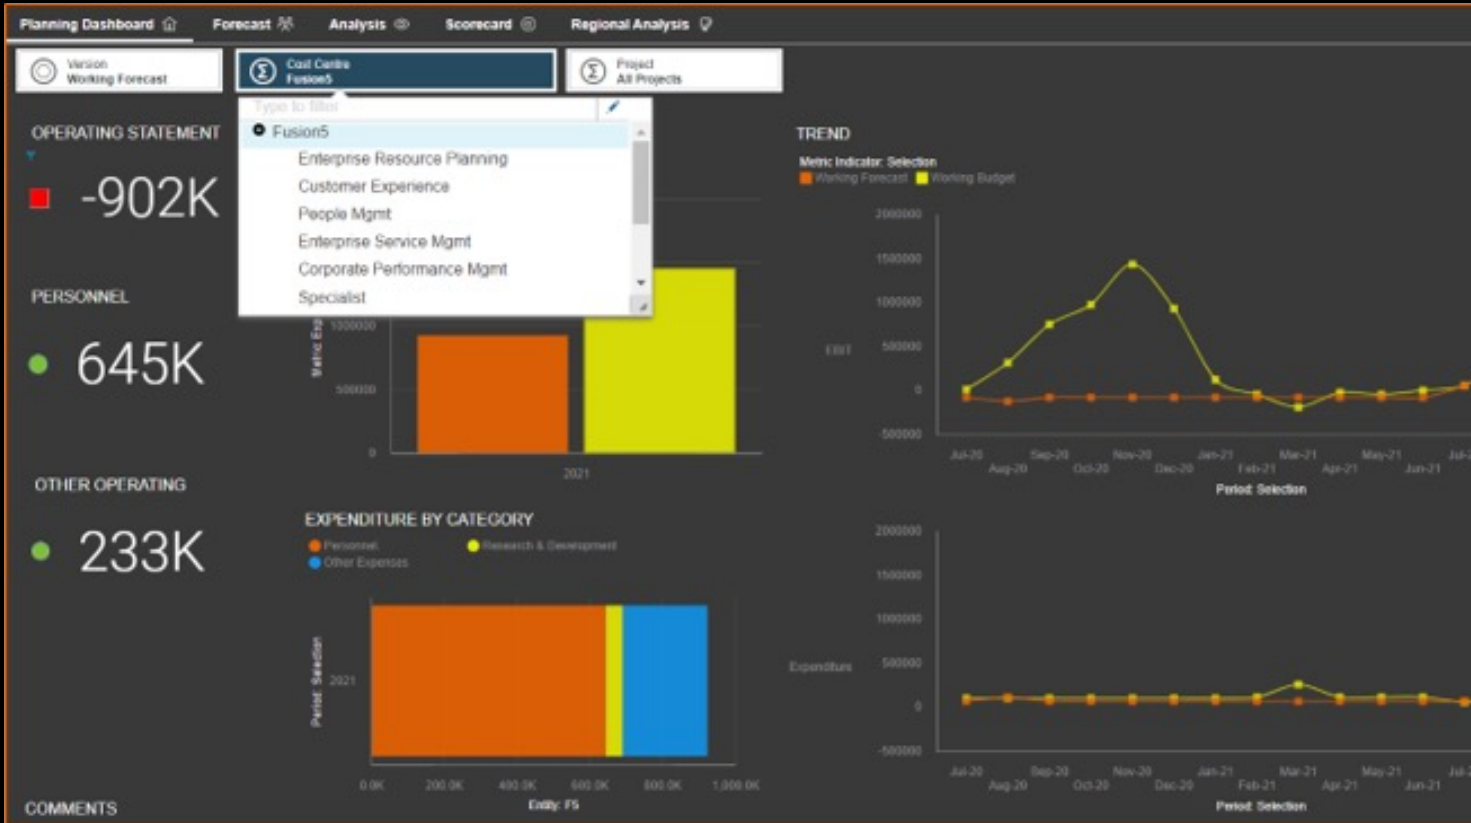 Planning Dashboard
Forecast
Analysis
Scorecard
Regional Analysis
Version
Working Forecast
Cost Centre
Fusion5
Project
All Projects
Type to filter
Fusion5
Enterprise Resource Planning
Customer Experience
People Mgmt
Enterprise Service Mgmt
Corporate Performance Mgmt
Specialist
OPERATING STATEMENT
-902K
PERSONNEL
645K
OTHER OPERATING
233K
COMMENTS
Metric Exp
1000000
500000
0
2021
EXPENDITURE BY CATEGORY
Personnel
Research & Development
Other Expenses
Period: Selection
2021
0.0K 200.0K 400.0K 600.0K 800.0K 1,000.0K
Entity: F5
TREND
Metric Indicator: Selection
Working Forecast Working Budget
2000000
1500000
1000000
EBIT 500000
0
-500000
Jul-20 Sep-20 Nov-20 Jan-21 Mar-21 May-21
Aug-20 Oct-20 Dec-20 Feb-21 Apr-21 Jun-21
Period: Selection
2000000
1500000
1000000
Expenditure 500000
0
-500000
Jul-20 Sep-20 Nov-20 Jan-21 Mar-21 May-21
Aug-20 Oct-20 Dec-20 Feb-21 Apr-21 Jun-21
Period: Selection